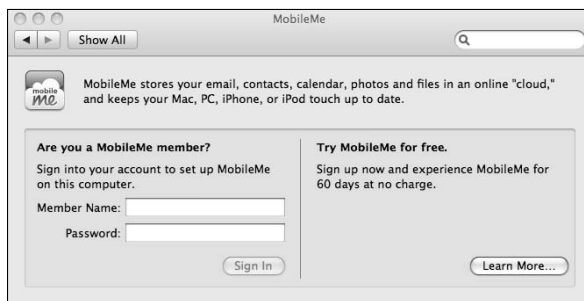 MobileMe
Show All
mobile
me
MobileMe stores your email, contacts, calendar, photos and files in an online "cloud,"
and keeps your Mac, PC, iPhone, or iPod touch up to date.
Are you a MobileMe member?
Sign into your account to set up MobileMe
on this computer.
Member Name:
Password:
Sign In
Try MobileMe for free.
Sign up now and experience MobileMe for
60 days at no charge.
Learn More...